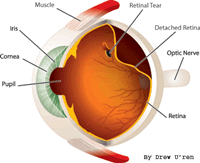 Muscle
Retinal Tear
Iris
Detached Retina
Cornea
Optic Nerve
Pupil
Retina
By Drew U'ren